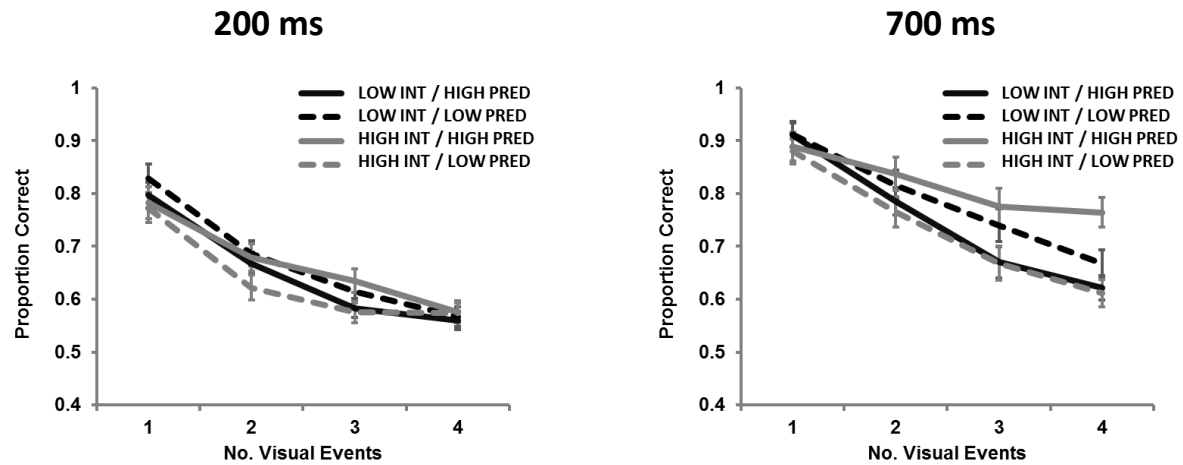 200 ms
1
0.9
0.8
0.7
0.6
0.5
0.4
Proportion Correct
1 2 3 4
No. Visual Events
LOW INT / HIGH PRED
LOW INT / LOW PRED
HIGH INT / HIGH PRED
HIGH INT / LOW PRED
700 ms
1
0.9
0.8
0.7
0.6
0.5
0.4
Proportion Correct
1 2 3 4
No. Visual Events
LOW INT / HIGH PRED
LOW INT / LOW PRED
HIGH INT / HIGH PRED
HIGH INT / LOW PRED